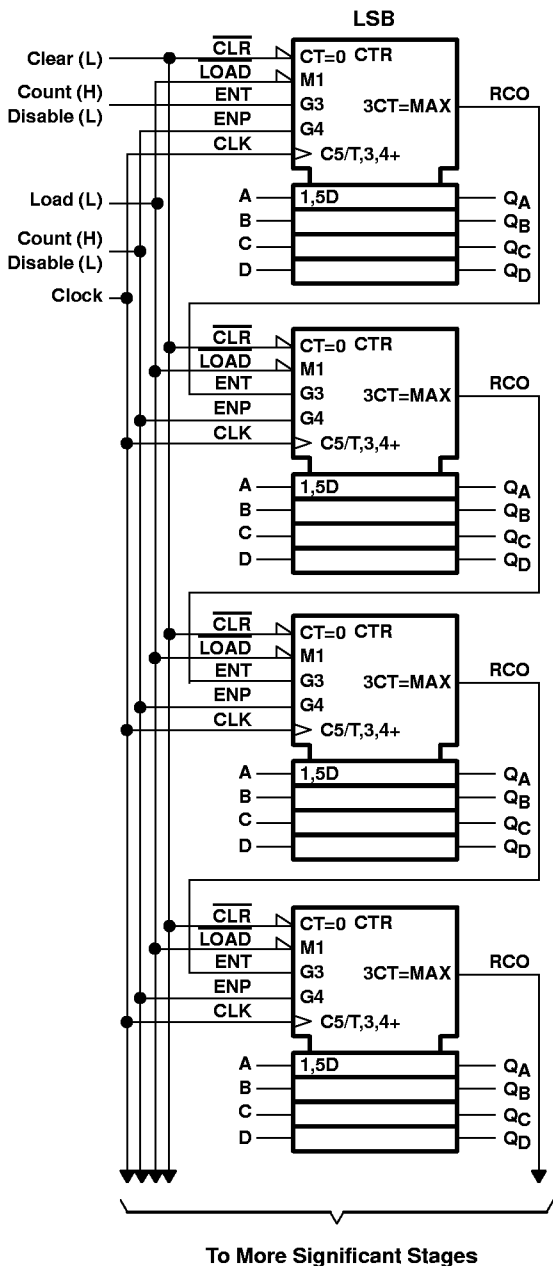 LSB
Clear (L)
CLR
CT=0 CTR
LOAD
M1
Count (H)
Disable (L)
ENT
G3
3CT=MAX
RCO
ENP
G4
CLK
C5/T,3,4+
Load (L)
A
1,5D
QA
Count (H)
Disable (L)
B
QB
C
QC
D
QD
Clock
CLR
CT=0 CTR
LOAD
M1
ENT
G3
3CT=MAX
RCO
ENP
G4
CLK
C5/T,3,4+
A
1,5D
QA
B
QB
C
QC
D
QD
CLR
CT=0 CTR
LOAD
M1
ENT
G3
3CT=MAX
RCO
ENP
G4
CLK
C5/T,3,4+
A
1,5D
QA
B
QB
C
QC
D
QD
CLR
CT=0 CTR
LOAD
M1
ENT
G3
3CT=MAX
RCO
ENP
G4
CLK
C5/T,3,4+
A
1,5D
QA
B
QB
C
QC
D
QD
To More Significant Stages